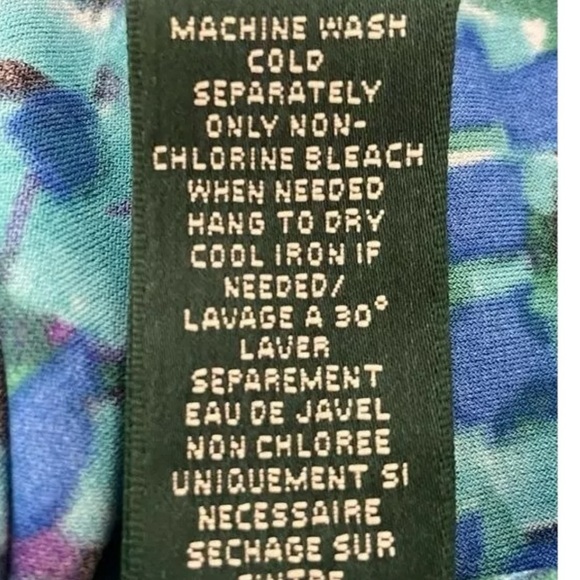 MACHINE WASH
COLD
SEPARATELY
ONLY NON-
CHLORINE BLEACH
WHEN NEEDED
HANG TO DRY
COOL IRON IF
NEEDED/
LAVAGE A 30°
LAVER
SEPAREMENT
EAU DE JAVEL
NON CHLOREE
UNIQUEMENT SI
NECESSAIRE
SECHAGE SUR
CINTRE